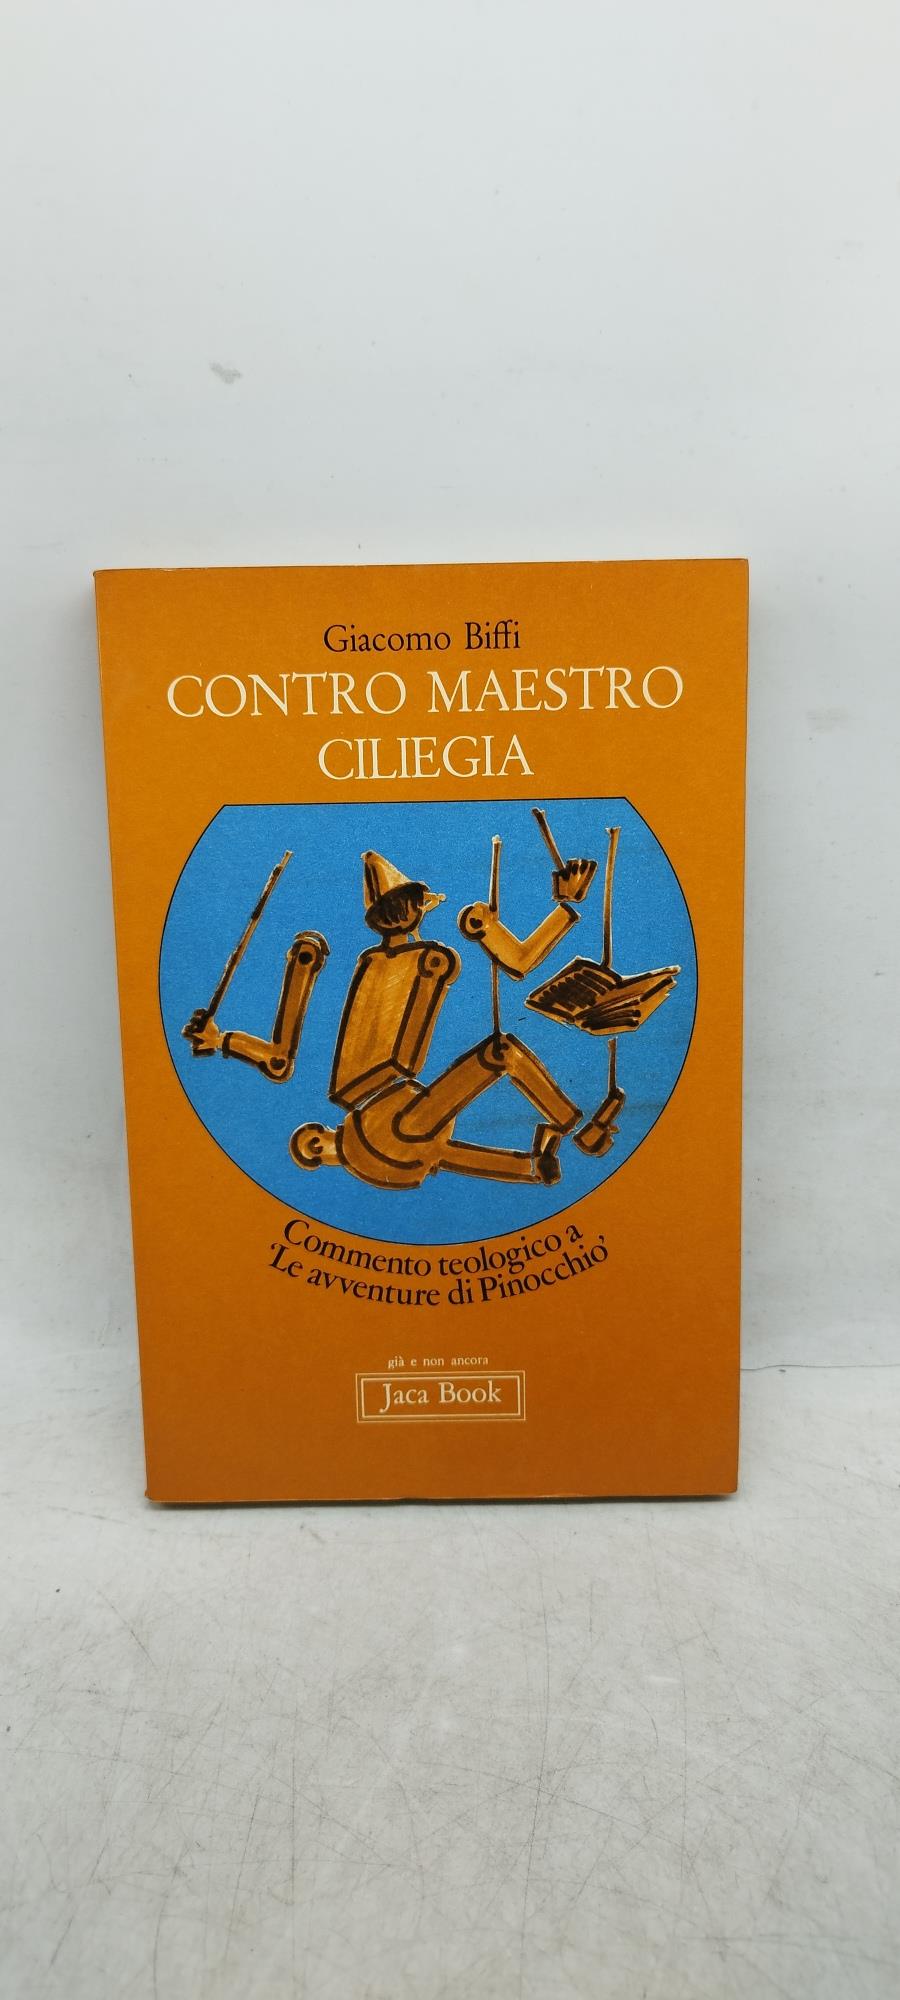 Giacomo Biffi
CONTRO MAESTRO
CILIEGIA
Commento teologico a
'Le avventure di Pinocchio'
già e non ancora
Jaca Book